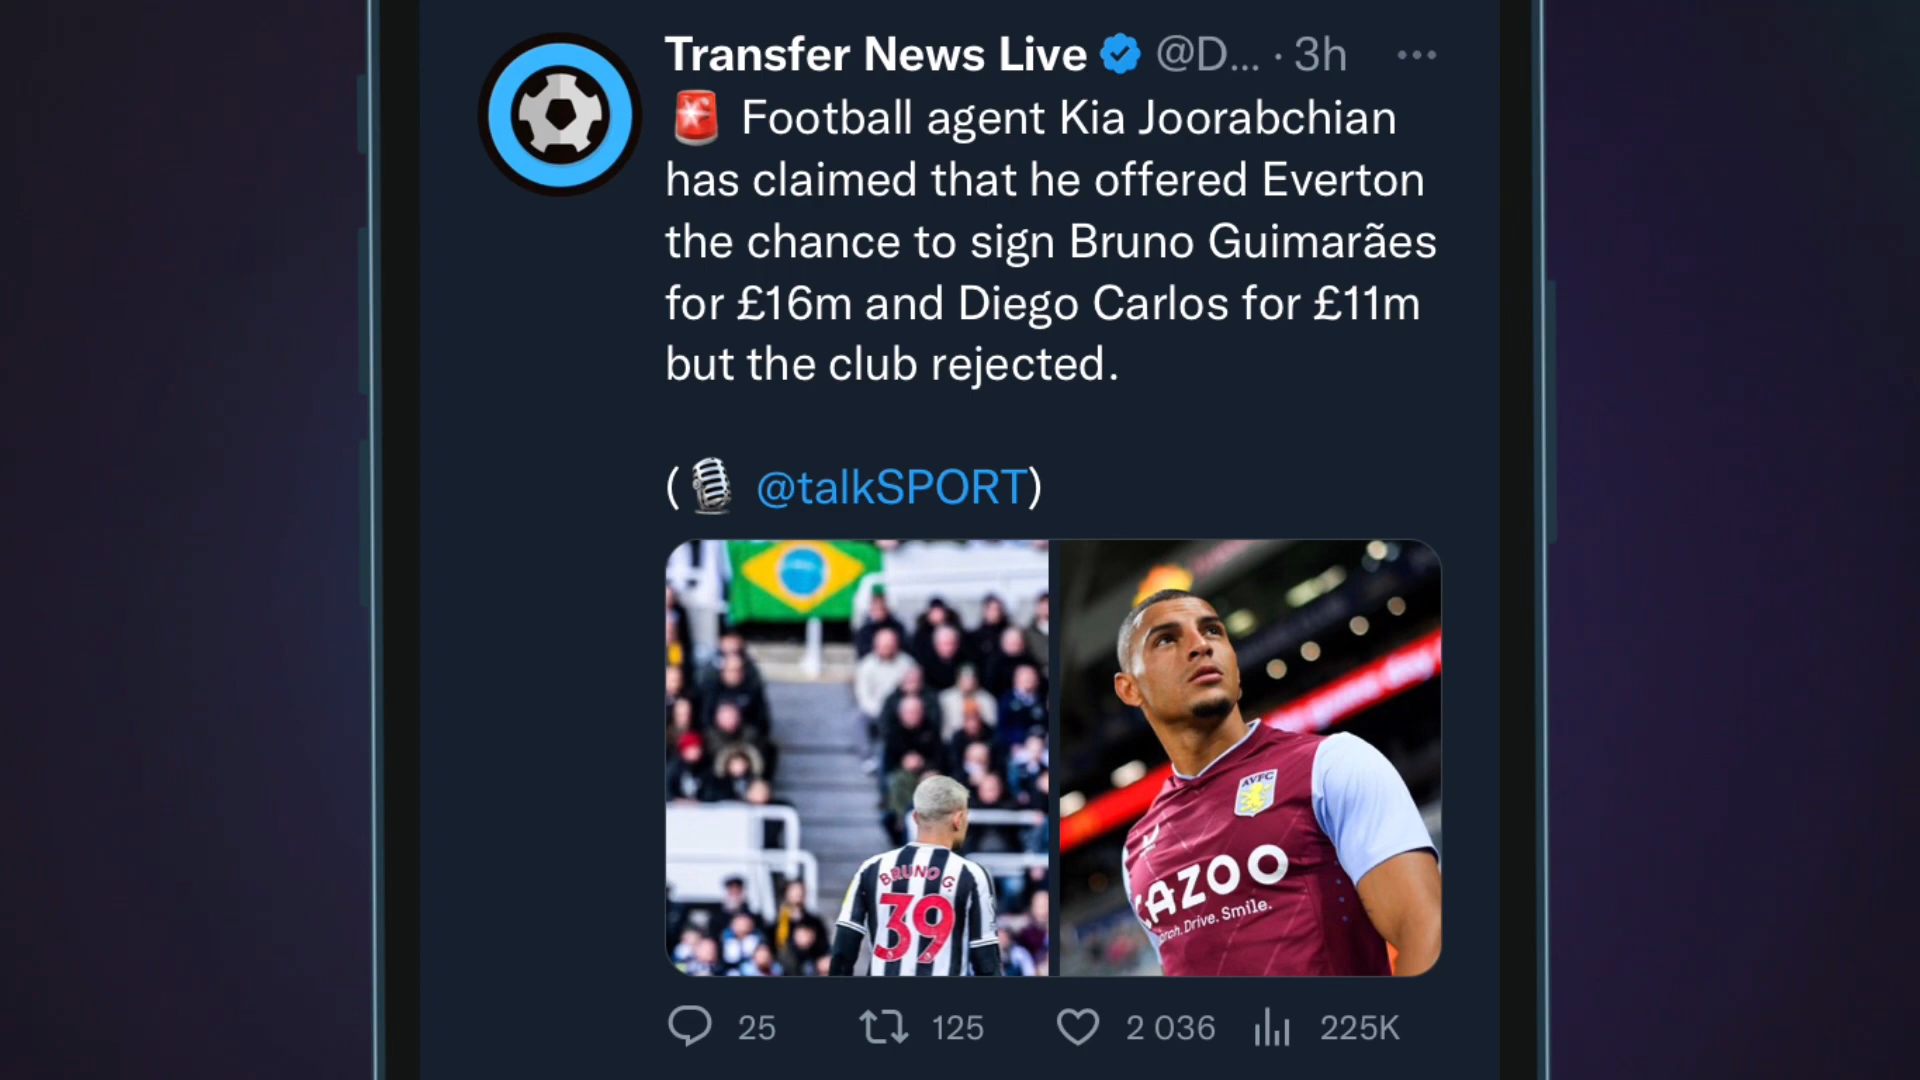 Transfer News Live @D... · 3h
Football agent Kia Joorabchian
has claimed that he offered Everton
the chance to sign Bruno Guimarães
for £16m and Diego Carlos for £11m
but the club rejected.
( @talkSPORT)
BRUNO G.
39
AVFC
CAZOO
Drive. Smile.
25 125 2 036 225K